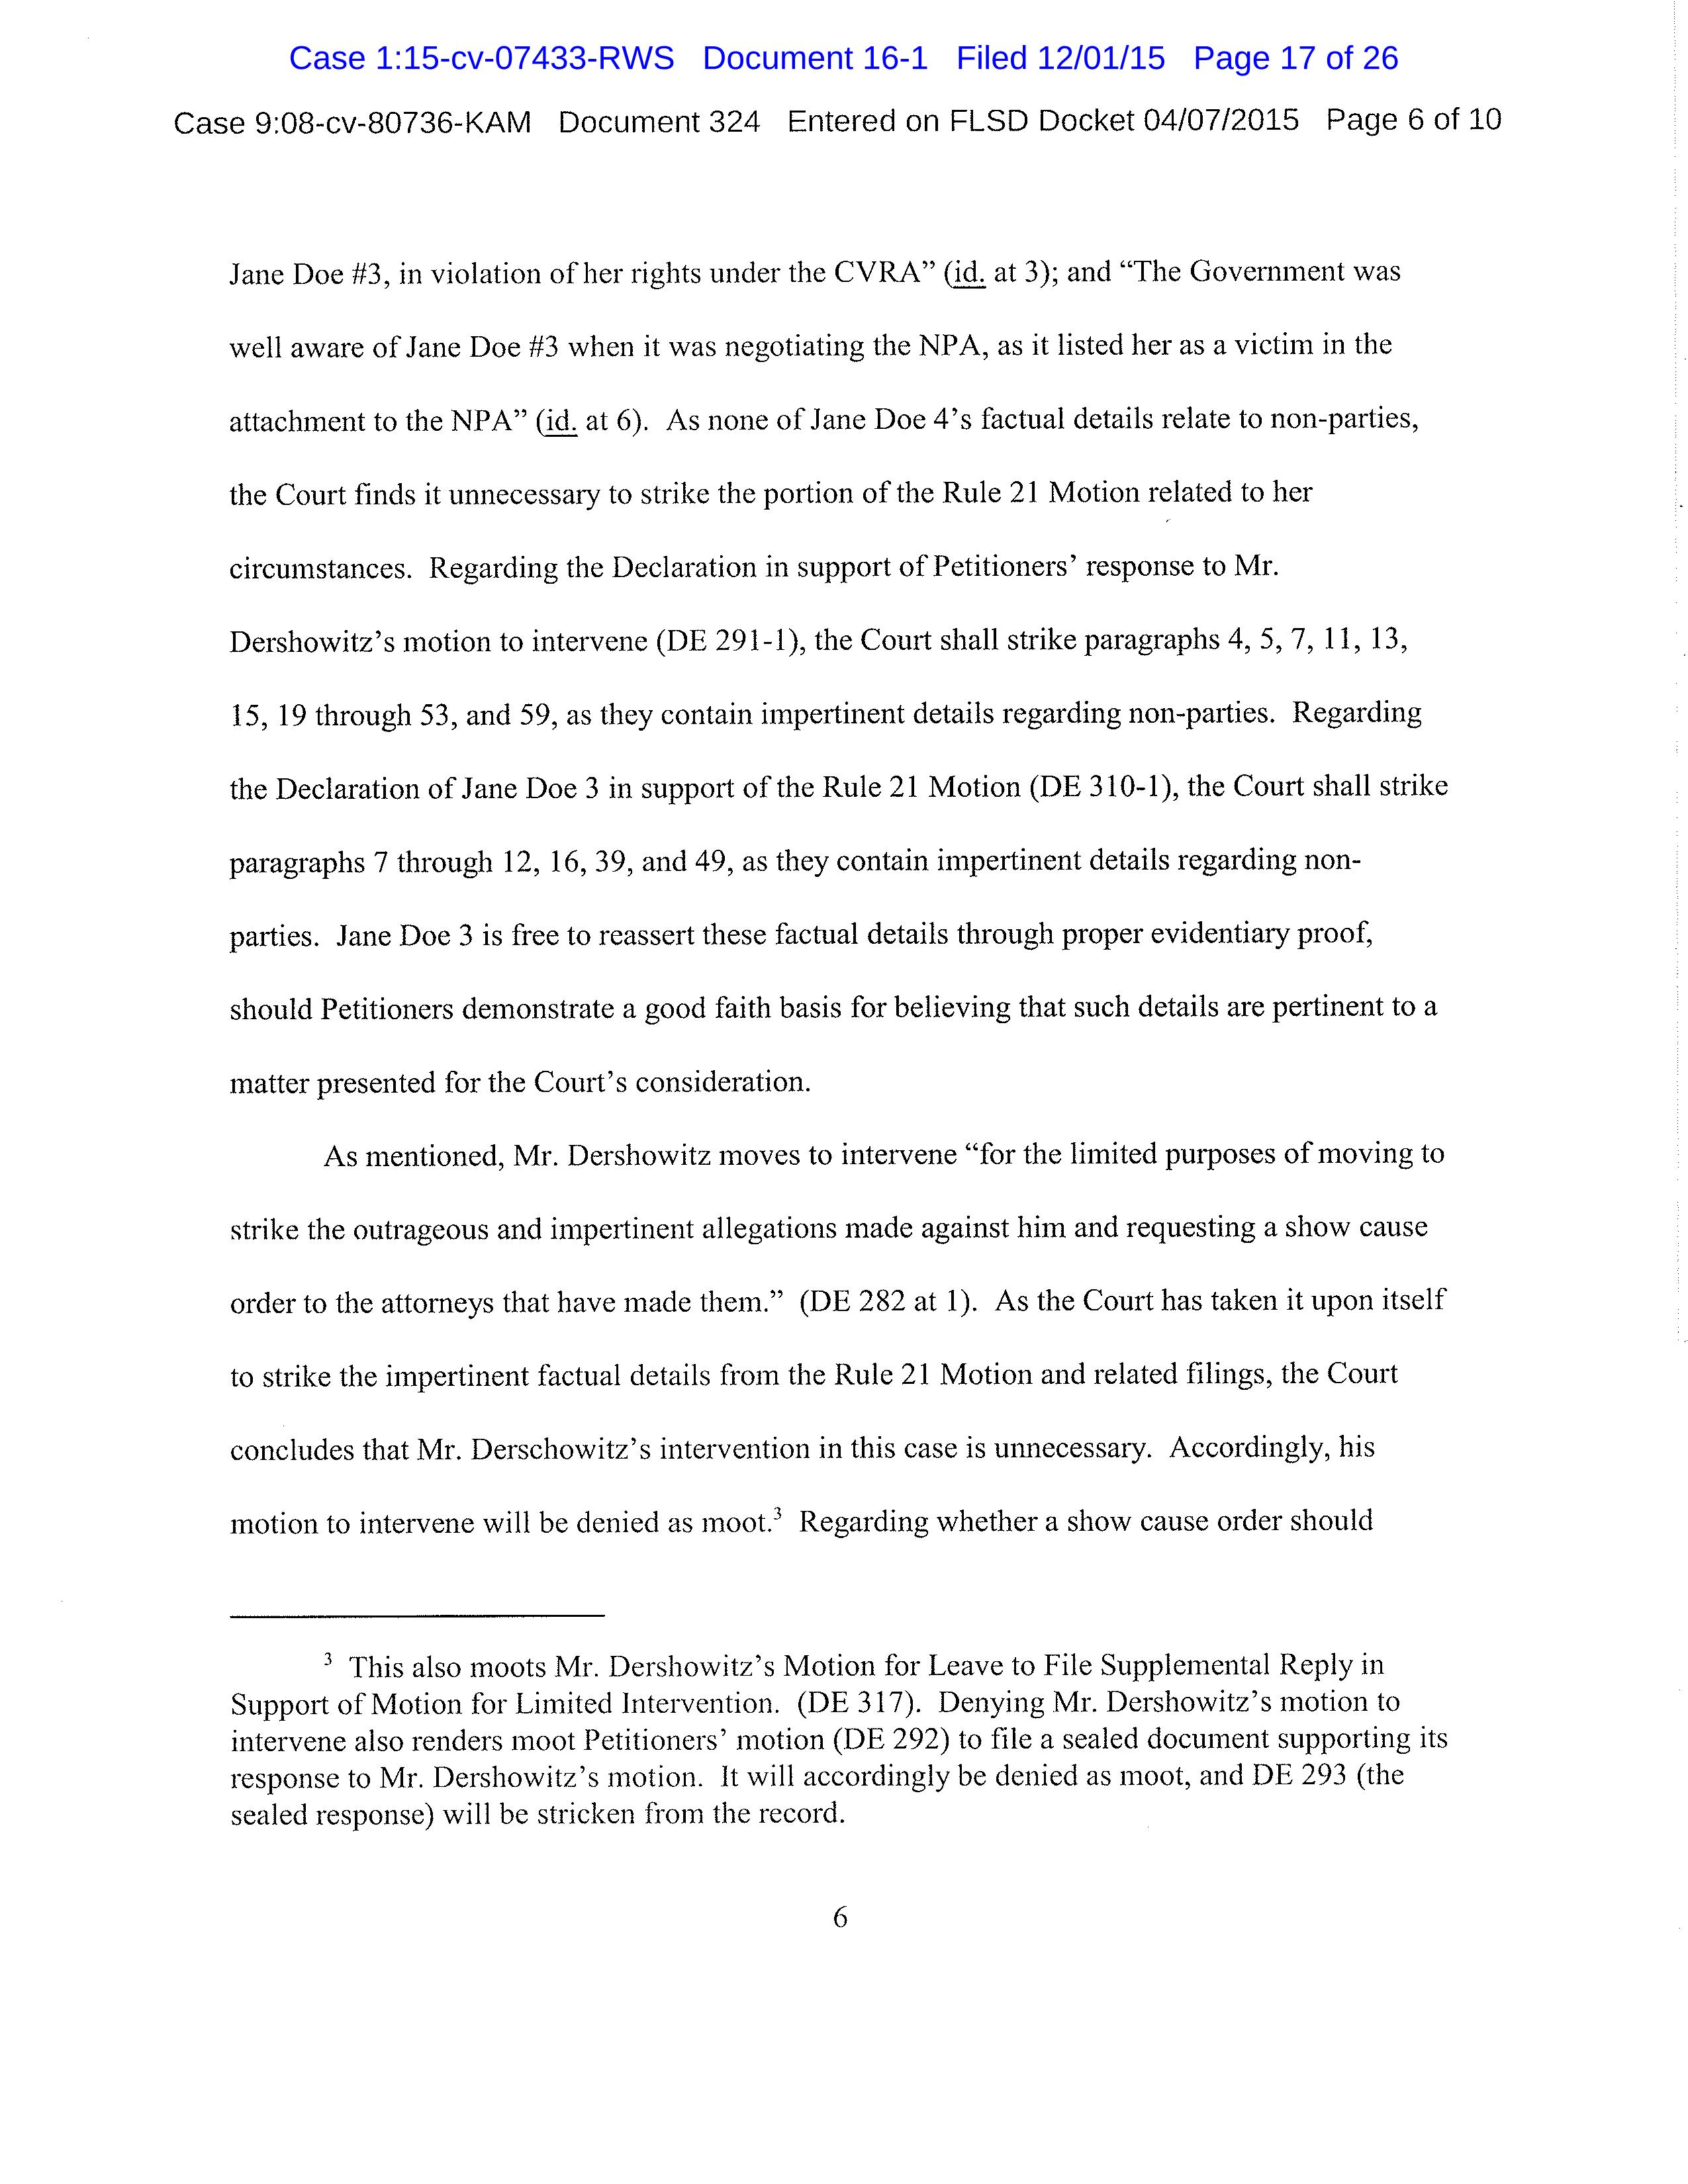 Case 1:15-cv-07433-RWS Document 16-1 Filed 12/01/15 Page 17 of 26
Case 9:08-cv-80736-KAM Document 324 Entered on FLSD Docket 04/07/2015 Page 6 of 10
Jane Doe #3, in violation of her rights under the CVRA” (id. at 3); and “The Government was
well aware of Jane Doe #3 when it was negotiating the NPA, as it listed her as a victim in the
attachment to the NPA” (id. at 6). As none of Jane Doe 4’s factual details relate to non-parties,
the Court finds it unnecessary to strike the portion of the Rule 21 Motion related to her
circumstances. Regarding the Declaration in support of Petitioners’ response to Mr.
Dershowitz’s motion to intervene (DE 291-1), the Court shall strike paragraphs 4, 5, 7, 11, 13,
15, 19 through 53, and 59, as they contain impertinent details regarding non-parties. Regarding
the Declaration of Jane Doe 3 in support of the Rule 21 Motion (DE 310-1), the Court shall strike
paragraphs 7 through 12, 16, 39, and 49, as they contain impertinent details regarding non-
parties. Jane Doe 3 is free to reassert these factual details through proper evidentiary proof,
should Petitioners demonstrate a good faith basis for believing that such details are pertinent to a
matter presented for the Court’s consideration.
As mentioned, Mr. Dershowitz moves to intervene “for the limited purposes of moving to
strike the outrageous and impertinent allegations made against him and requesting a show cause
order to the attorneys that have made them.” (DE 282 at 1). As the Court has taken it upon itself
to strike the impertinent factual details from the Rule 21 Motion and related filings, the Court
concludes that Mr. Derschowitz’s intervention in this case is unnecessary. Accordingly, his
motion to intervene will be denied as moot.3 Regarding whether a show cause order should
3 This also moots Mr. Dershowitz’s Motion for Leave to File Supplemental Reply in
Support of Motion for Limited Intervention. (DE 317). Denying Mr. Dershowitz’s motion to
intervene also renders moot Petitioners’ motion (DE 292) to file a sealed document supporting its
response to Mr. Dershowitz’s motion. It will accordingly be denied as moot, and DE 293 (the
sealed response) will be stricken from the record.
6